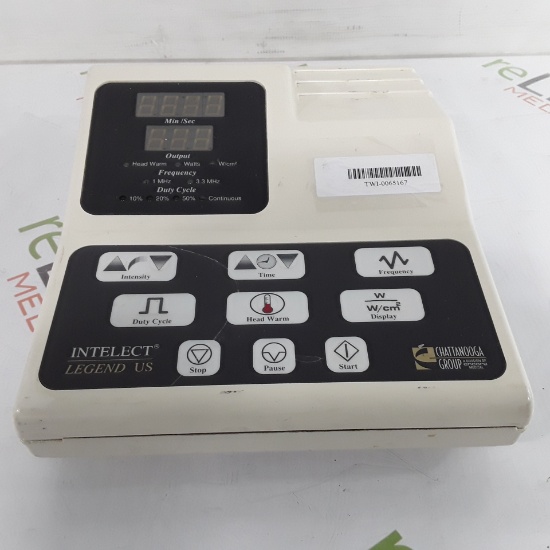 Min /Sec
Output
Head Warm Watts W/cm²
Frequency
1 MHz 3.3 MHz
Duty Cycle
10% 20% 50% Continuous
TWI-0065167
Intensity
Time
Frequency
Duty Cycle
Head Warm
W
W/cm²
Display
INTELECT®
LEGEND US
Stop
Pause
Start
CHATTANOOGA
GROUP